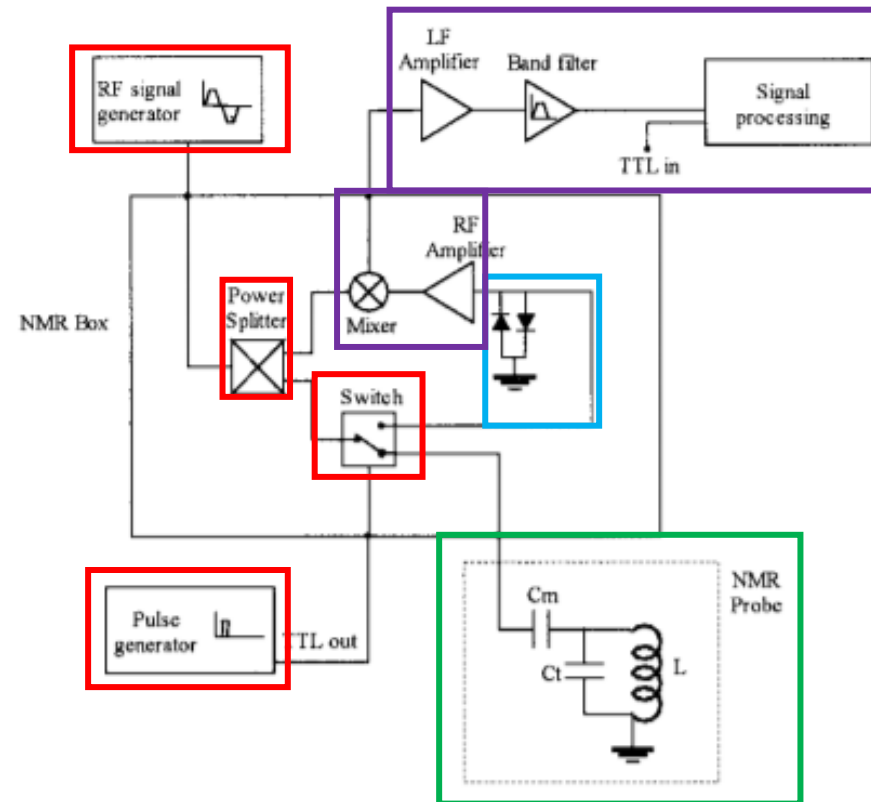 LF
Amplifier
Band filter
RF signal
generator
Signal
processing
TTL in
RF
Amplifier
Power
Splitter
Mixer
NMR Box
Switch
NMR
Probe
Cm
Pulse
generator
TTL out
Ct
L